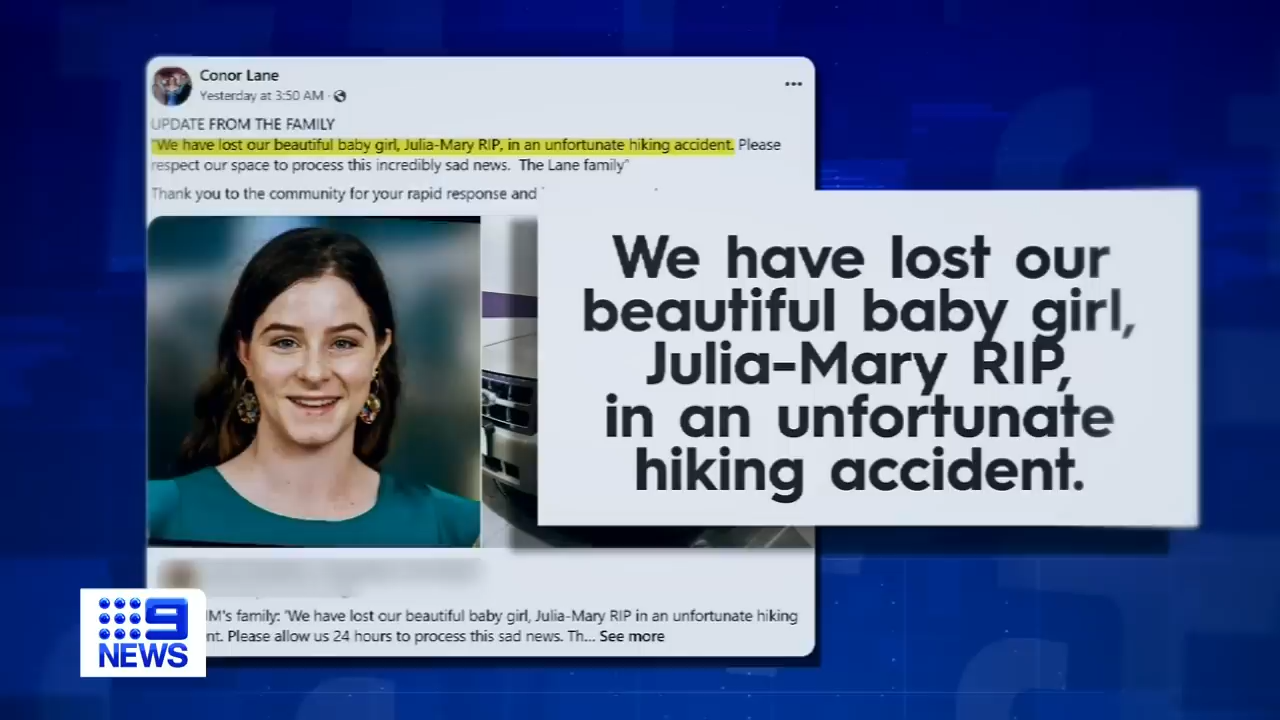 Conor Lane
Yesterday at 3:50 AM ·
UPDATE FROM THE FAMILY
"We have lost our beautiful baby girl, Julia-Mary RIP, in an unfortunate hiking accident. Please
respect our space to process this incredibly sad news. The Lane family"
Thank you to the community for your rapid response and
We have lost our
beautiful baby girl,
Julia-Mary RIP,
in an unfortunate
hiking accident.
IM's family: "We have lost our beautiful baby girl, Julia-Mary RIP in an unfortunate hiking
nt. Please allow us 24 hours to process this sad news. Th... See more
9
NEWS